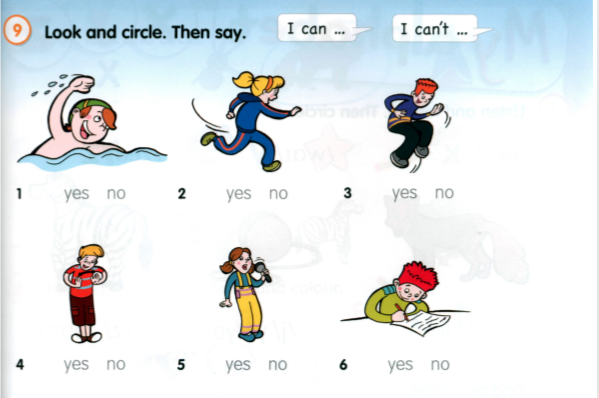 9 Look and circle. Then say. I can ... I can't ...
1 yes no 2 yes no 3 yes no
4 yes no 5 yes no 6 yes no